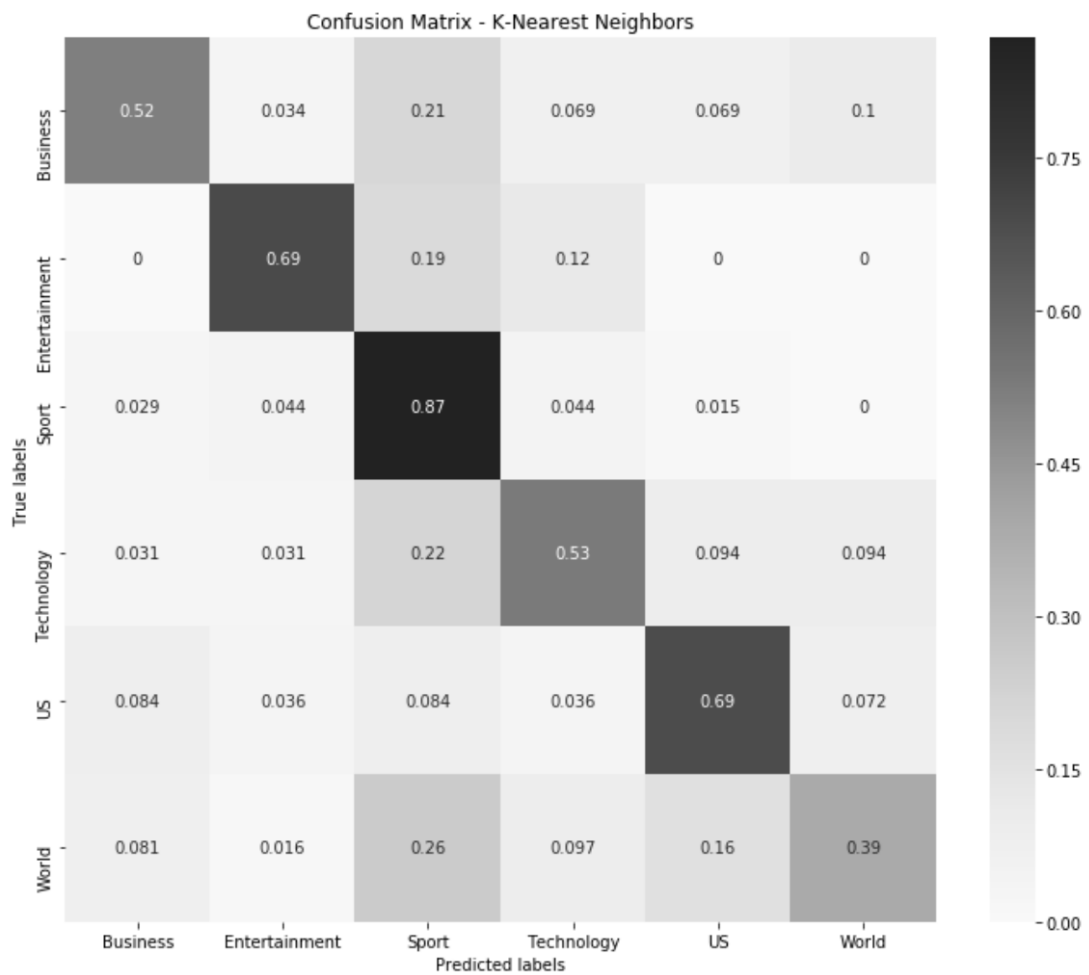 Confusion Matrix - K-Nearest Neighbors
Business
0.52 0.034 0.21 0.069 0.069 0.1
0.75
Entertainment
0 0.69 0.19 0.12 0 0
0.60
Sport
0.029 0.044 0.87 0.044 0.015 0
0.45
True labels
Technology
0.031 0.031 0.22 0.53 0.094 0.094
0.30
US
0.084 0.036 0.084 0.036 0.69 0.072
0.15
World
0.081 0.016 0.26 0.097 0.16 0.39
0.00
Business Entertainment Sport Technology US World
Predicted labels